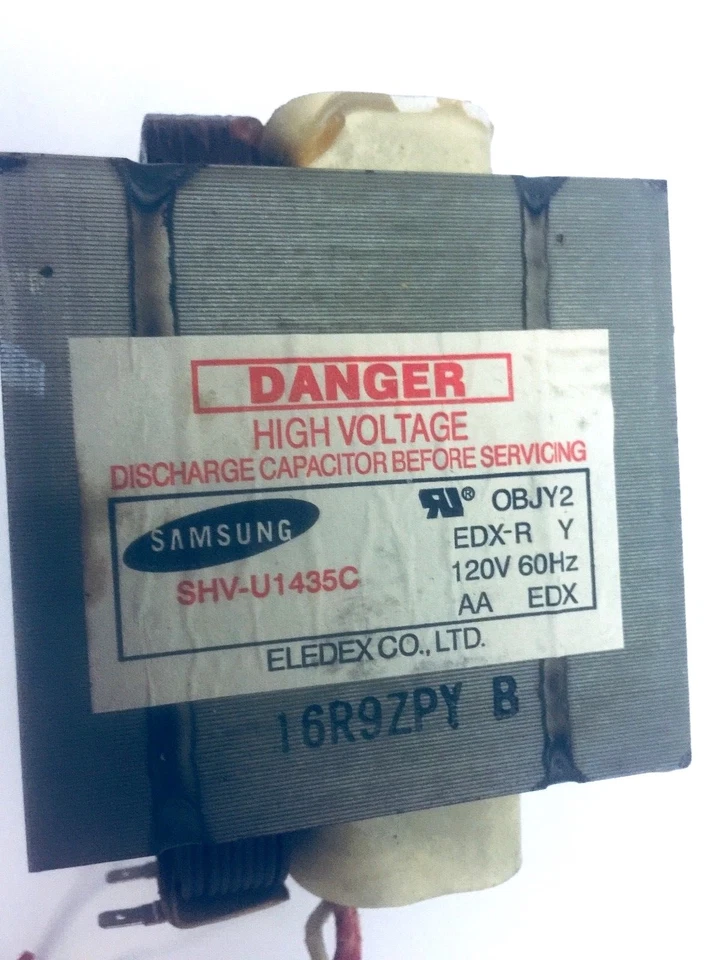 DANGER
HIGH VOLTAGE
DISCHARGE CAPACITOR BEFORE SERVICING
SAMSUNG
SHV-U1435C
RU® OBJY2
EDX-R Y
120V 60Hz
AA EDX
ELEDEX CO., LTD.
16R9ZPY B